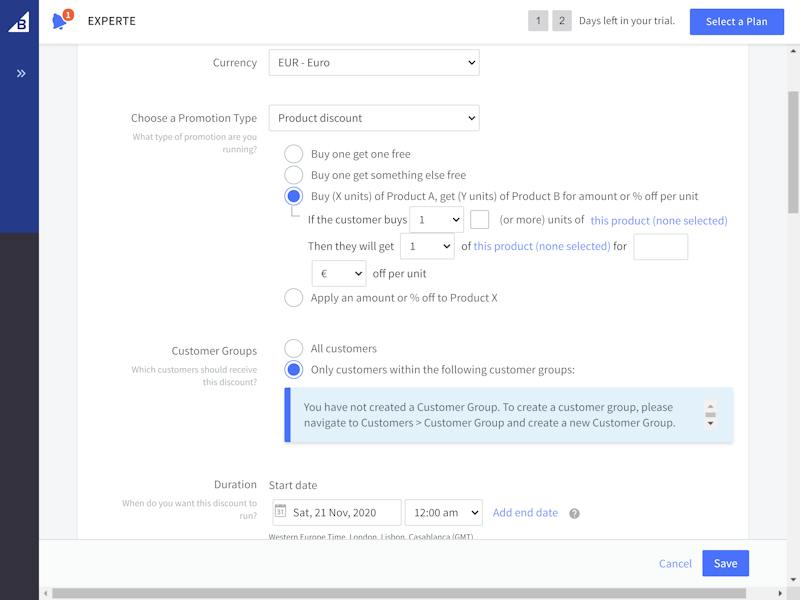 B
1
EXPERTE
1 2 Days left in your trial.
Select a Plan
Currency
EUR - Euro
Choose a Promotion Type
Product discount
What type of promotion are you
running?
Buy one get one free
Buy one get something else free
Buy (X units) of Product A, get (Y units) of Product B for amount or % off per unit
If the customer buys 1 (or more) units of this product (none selected)
Then they will get 1 of this product (none selected) for
€ off per unit
Apply an amount or % off to Product X
Customer Groups
All customers
Which customers should receive
this discount?
Only customers within the following customer groups:
You have not created a Customer Group. To create a customer group, please
navigate to Customers > Customer Group and create a new Customer Group.
Duration
Start date
When do you want this discount to
run?
31 Sat, 21 Nov, 2020 12:00 am Add end date ?
Western Europe Time, London, Lisbon, Casablanca (GMT)
Cancel Save